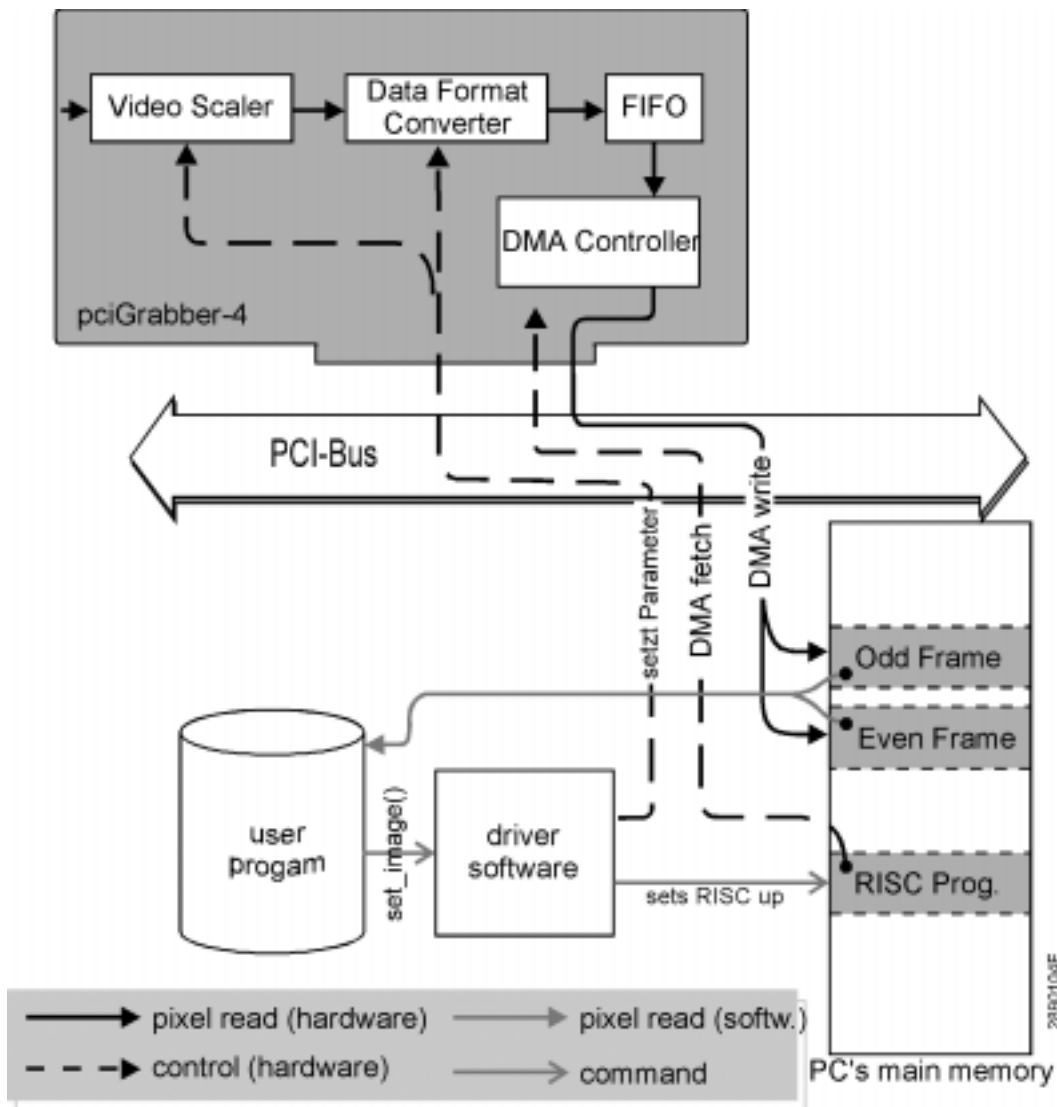 Video Scaler
Data Format
Converter
FIFO
DMA Controller
pciGrabber-4
PCI-Bus
setzt Parameter
DMA fetch
DMA write
Odd Frame
Even Frame
user
progam
set_image()
driver
software
sets RISC up
RISC Prog.
pixel read (hardware)
pixel read (softw.)
control (hardware)
command
PC's main memory